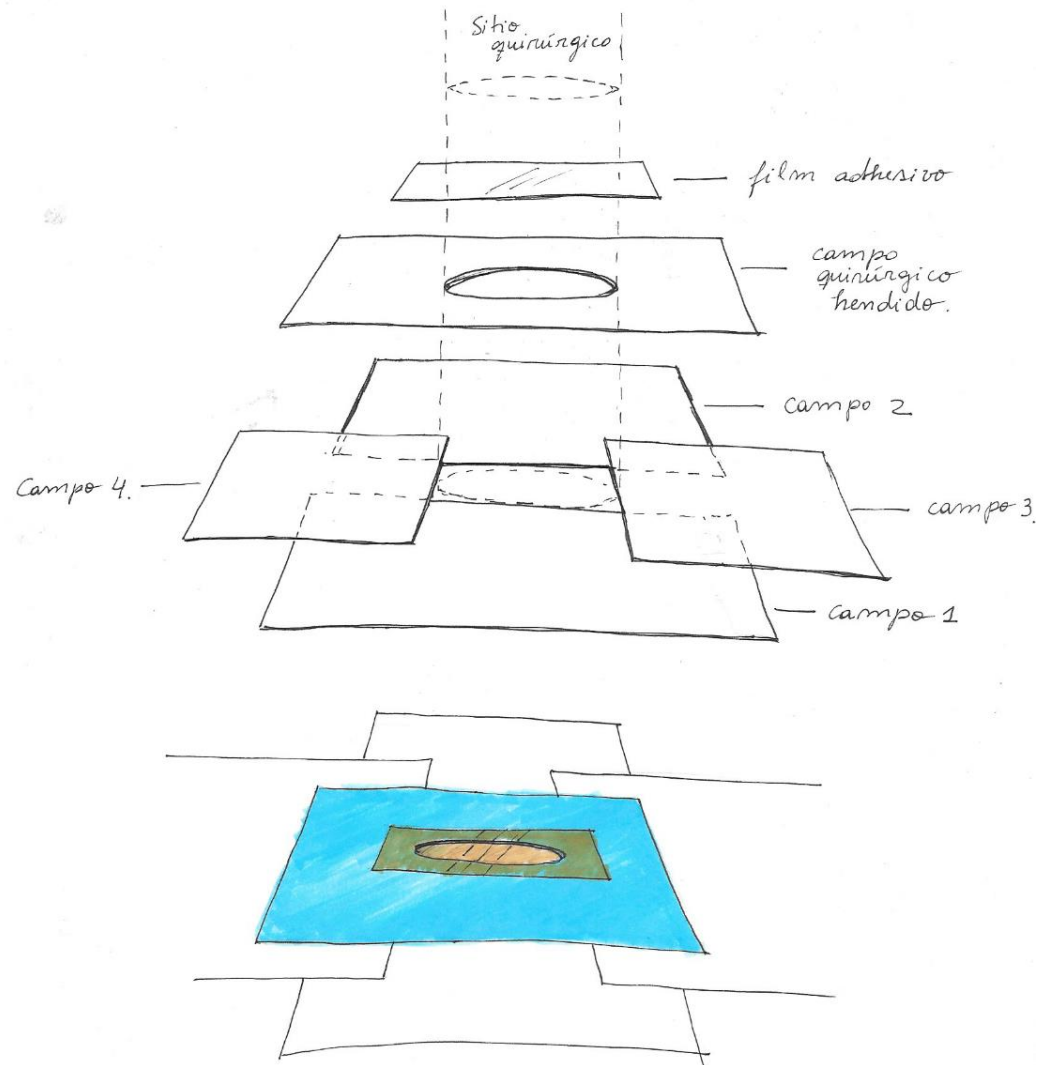 Sitio
quirúrgico
film adhesivo
campo
quirúrgico
hendido.
campo 2
Campo 4.
campo 3.
campo 1